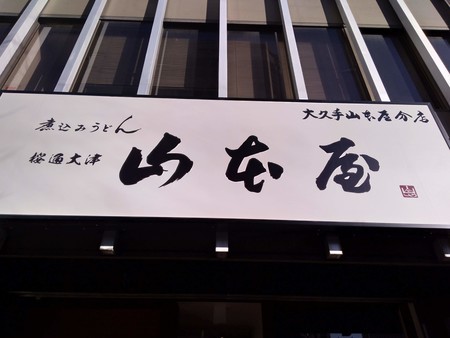 大久手山本屋分店
煮込みうどん
桜通大津
山本屋